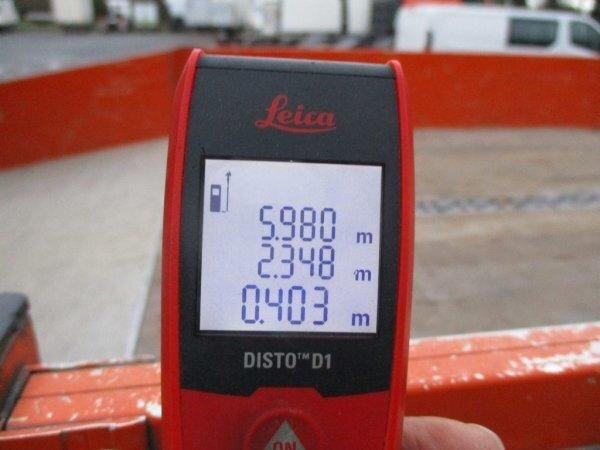 Leica
5.980 m
2.348 m
0.403 m
DISTO™ D1
ON